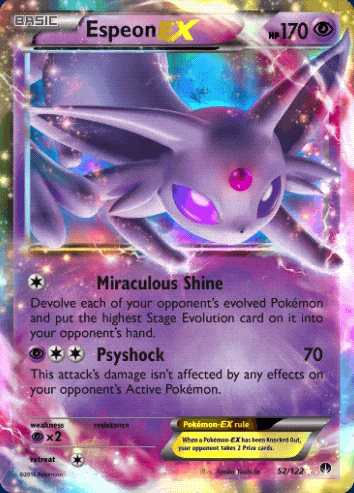 BASIC
Espeon EX HP 170
Miraculous Shine
Devolve each of your opponent's evolved Pokémon
and put the highest Stage Evolution card on it into
your opponent's hand.
Psyshock 70
This attack's damage isn't affected by any effects on
your opponent's Active Pokémon.
weakness resistance
×2
retreat
Pokémon-EX rule
When a Pokémon-EX has been Knocked Out,
your opponent takes 2 Prize cards.
52/122